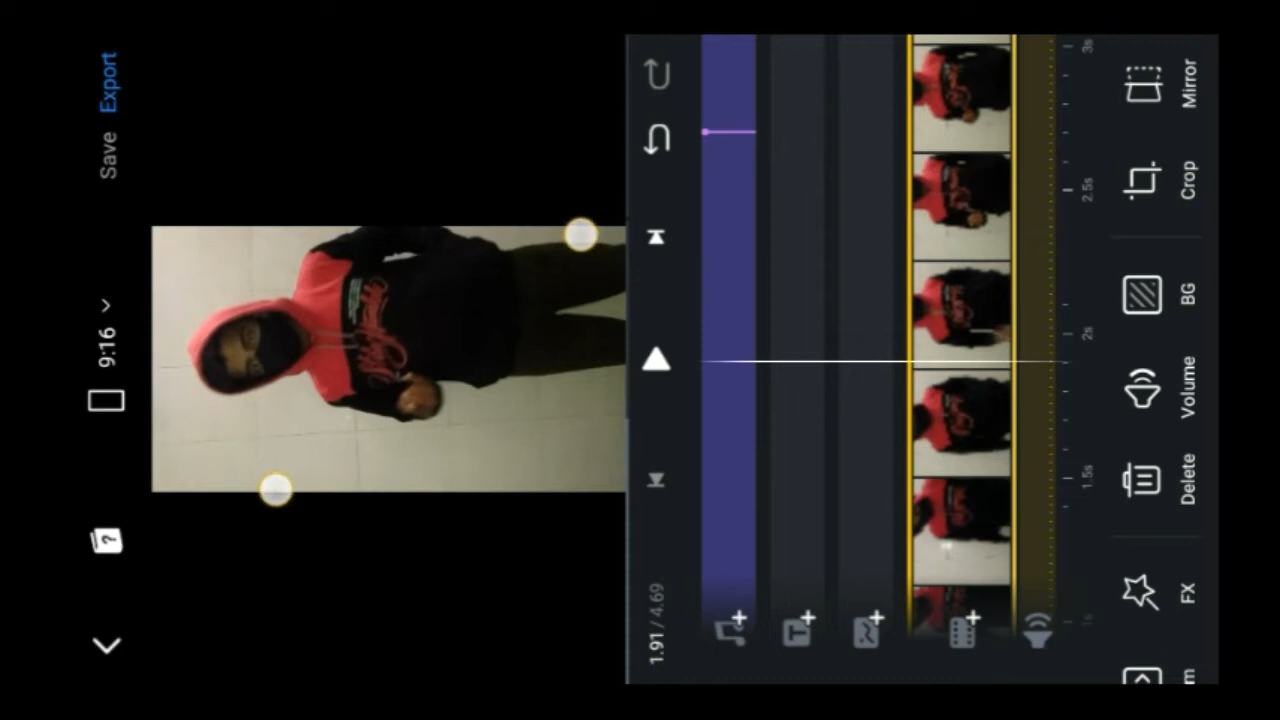 9:16
Save
Export
1.91 / 4.69
1s
1.5s
2s
2.5s
3s
FX
Delete
Volume
BG
Crop
Mirror